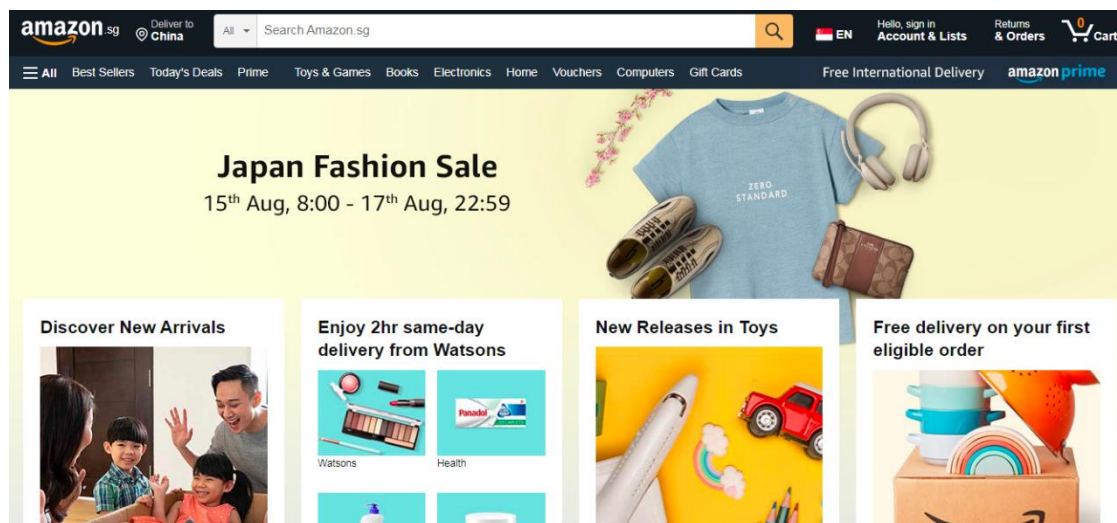 amazon.sg
Deliver to
China
All
Search Amazon.sg
EN
Hello, sign in
Account & Lists
Returns
& Orders
0
Cart
All
Best Sellers
Today's Deals
Prime
Toys & Games
Books
Electronics
Home
Vouchers
Computers
Gift Cards
Free International Delivery
amazon prime
Japan Fashion Sale
15th Aug, 8:00 - 17th Aug, 22:59
ZERO
STANDARD
COACH
Discover New Arrivals
Enjoy 2hr same-day
delivery from Watsons
Panadol
Watsons
Health
New Releases in Toys
Free delivery on your first
eligible order